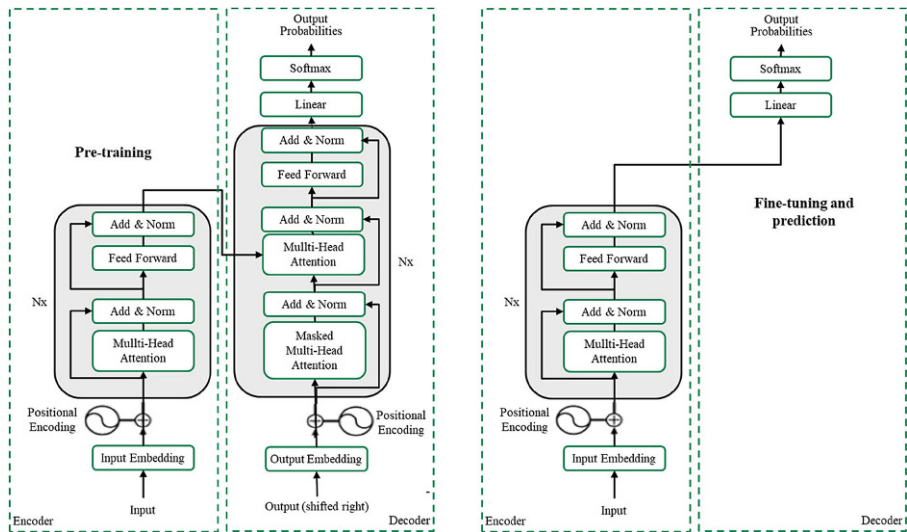 Output
Probabilities
Softmax
Linear
Add & Norm
Feed Forward
Add & Norm
Mullti-Head
Attention
Add & Norm
Masked
Multi-Head
Attention
Nx
Positional
Encoding
Output Embedding
Output (shifted right)
Decoder
Pre-training
Add & Norm
Feed Forward
Nx
Add & Norm
Mullti-Head
Attention
Positional
Encoding
Input Embedding
Input
Encoder
Output
Probabilities
Softmax
Linear
Fine-tuning and
prediction
Decoder
Add & Norm
Feed Forward
Nx
Add & Norm
Mullti-Head
Attention
Positional
Encoding
Input Embedding
Input
Encoder